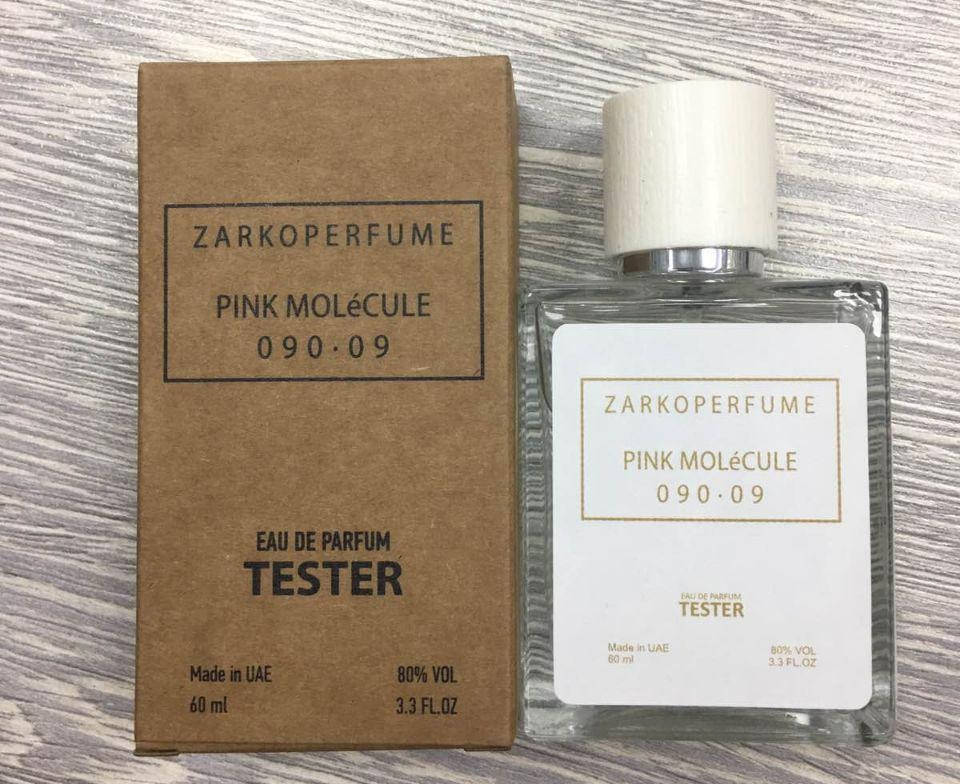 ZARKOPERFUME
PINK MOLéCULE
090·09
EAU DE PARFUM
TESTER
Made in UAE
80% VOL
60 ml
3.3 FL.OZ
ZARKOPERFUME
PINK MOLéCULE
090·09
EAU DE PARFUM
TESTER
Made in UAE
80% VOL
60 ml
3.3 FL.OZ